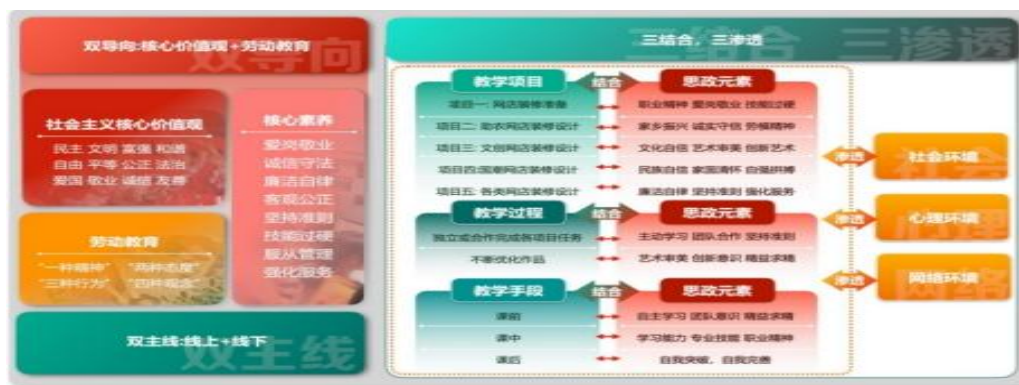 双导向:核心价值观+劳动教育
双导向
社会主义核心价值观
民主 文明 富强 和谐
自由 平等 公正 法治
爱国 敬业 诚信 友善
核心素养
爱岗敬业
诚信守法
廉洁自律
客观公正
坚持准则
技能过硬
服从管理
强化服务
劳动教育
"一种精神" "两种态度"
"三种行为" "四种观念"
双主线:线上+线下
双主线
三结合，三渗透
三结合 三渗透
教学项目 结合 思政元素
项目一: 网店装修准备 职业精神 爱岗敬业 技能过硬
项目二: 助农网店装修设计 家乡振兴 诚实守信 劳模精神
项目三: 文创网店装修设计 文化自信 艺术审美 创新艺术
项目四:国潮网店装修设计 民族自信 家国情怀 自强拼搏
项目五: 各类网店装修设计 廉洁自律 坚持准则 强化服务
教学过程 结合 思政元素
独立或合作完成各项目任务 主动学习 团队合作 坚持准则
不断优化作品 艺术审美 创新意识 精益求精
教学手段 结合 思政元素
课前 自主学习 团队意识 精益求精
课中 学习能力 专业技能 职业精神
课后 自我突破，自我完善
渗透 社会环境
渗透 心理环境
渗透 网络环境